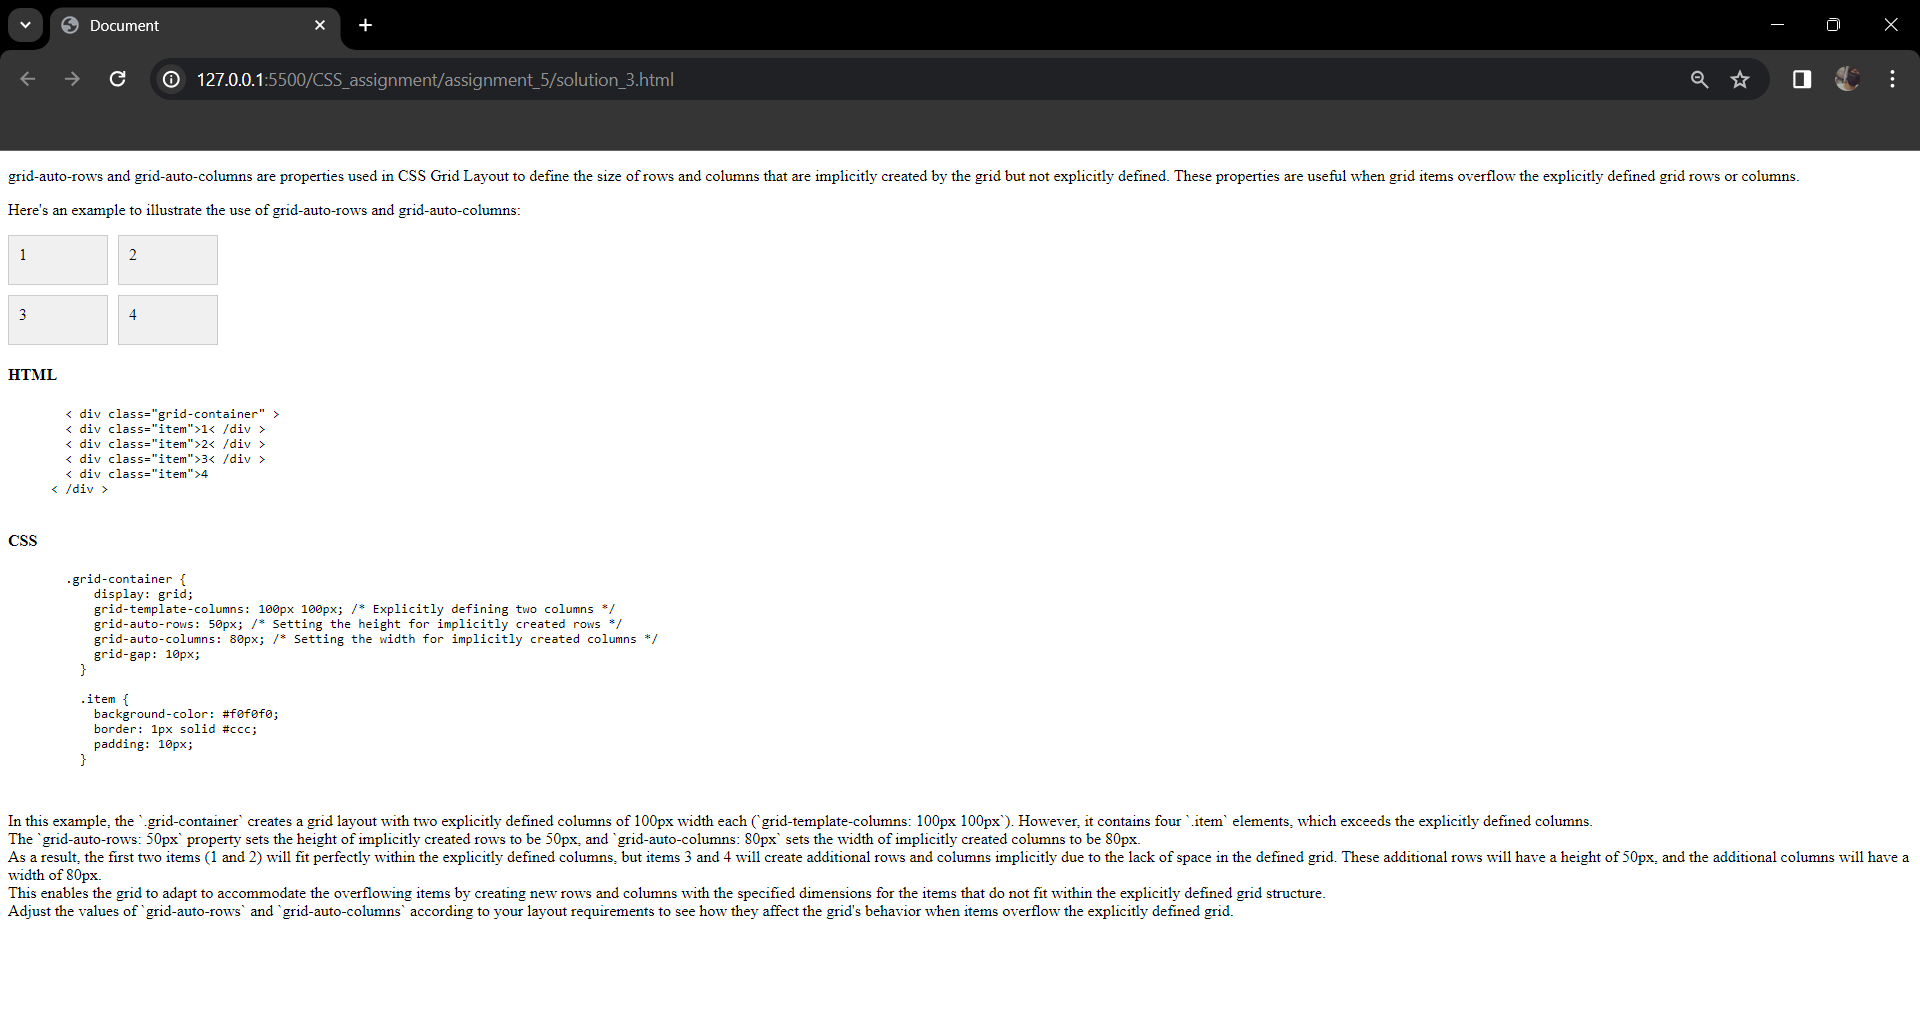 Document
127.0.0.1:5500/CSS_assignment/assignment_5/solution_3.html
grid-auto-rows and grid-auto-columns are properties used in CSS Grid Layout to define the size of rows and columns that are implicitly created by the grid but not explicitly defined. These properties are useful when grid items overflow the explicitly defined grid rows or columns.
Here's an example to illustrate the use of grid-auto-rows and grid-auto-columns:
1 2
3 4
HTML
< div class="grid-container" >
< div class="item">1< /div >
< div class="item">2< /div >
< div class="item">3< /div >
< div class="item">4
< /div >
CSS
.grid-container {
display: grid;
grid-template-columns: 100px 100px; /* Explicitly defining two columns */
grid-auto-rows: 50px; /* Setting the height for implicitly created rows */
grid-auto-columns: 80px; /* Setting the width for implicitly created columns */
grid-gap: 10px;
}
.item {
background-color: #f0f0f0;
border: 1px solid #ccc;
padding: 10px;
}
In this example, the `.grid-container` creates a grid layout with two explicitly defined columns of 100px width each (`grid-template-columns: 100px 100px`). However, it contains four `.item` elements, which exceeds the explicitly defined columns.
The `grid-auto-rows: 50px` property sets the height of implicitly created rows to be 50px, and `grid-auto-columns: 80px` sets the width of implicitly created columns to be 80px.
As a result, the first two items (1 and 2) will fit perfectly within the explicitly defined columns, but items 3 and 4 will create additional rows and columns implicitly due to the lack of space in the defined grid. These additional rows will have a height of 50px, and the additional columns will have a
width of 80px.
This enables the grid to adapt to accommodate the overflowing items by creating new rows and columns with the specified dimensions for the items that do not fit within the explicitly defined grid structure.
Adjust the values of `grid-auto-rows` and `grid-auto-columns` according to your layout requirements to see how they affect the grid's behavior when items overflow the explicitly defined grid.